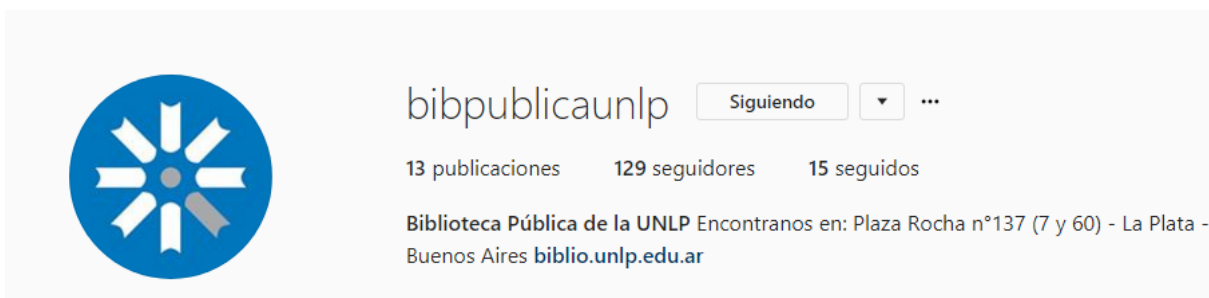 bibpublicaunlp Siguiendo
13 publicaciones 129 seguidores 15 seguidos
Biblioteca Pública de la UNLP Encontranos en: Plaza Rocha n°137 (7 y 60) - La Plata -
Buenos Aires biblio.unlp.edu.ar